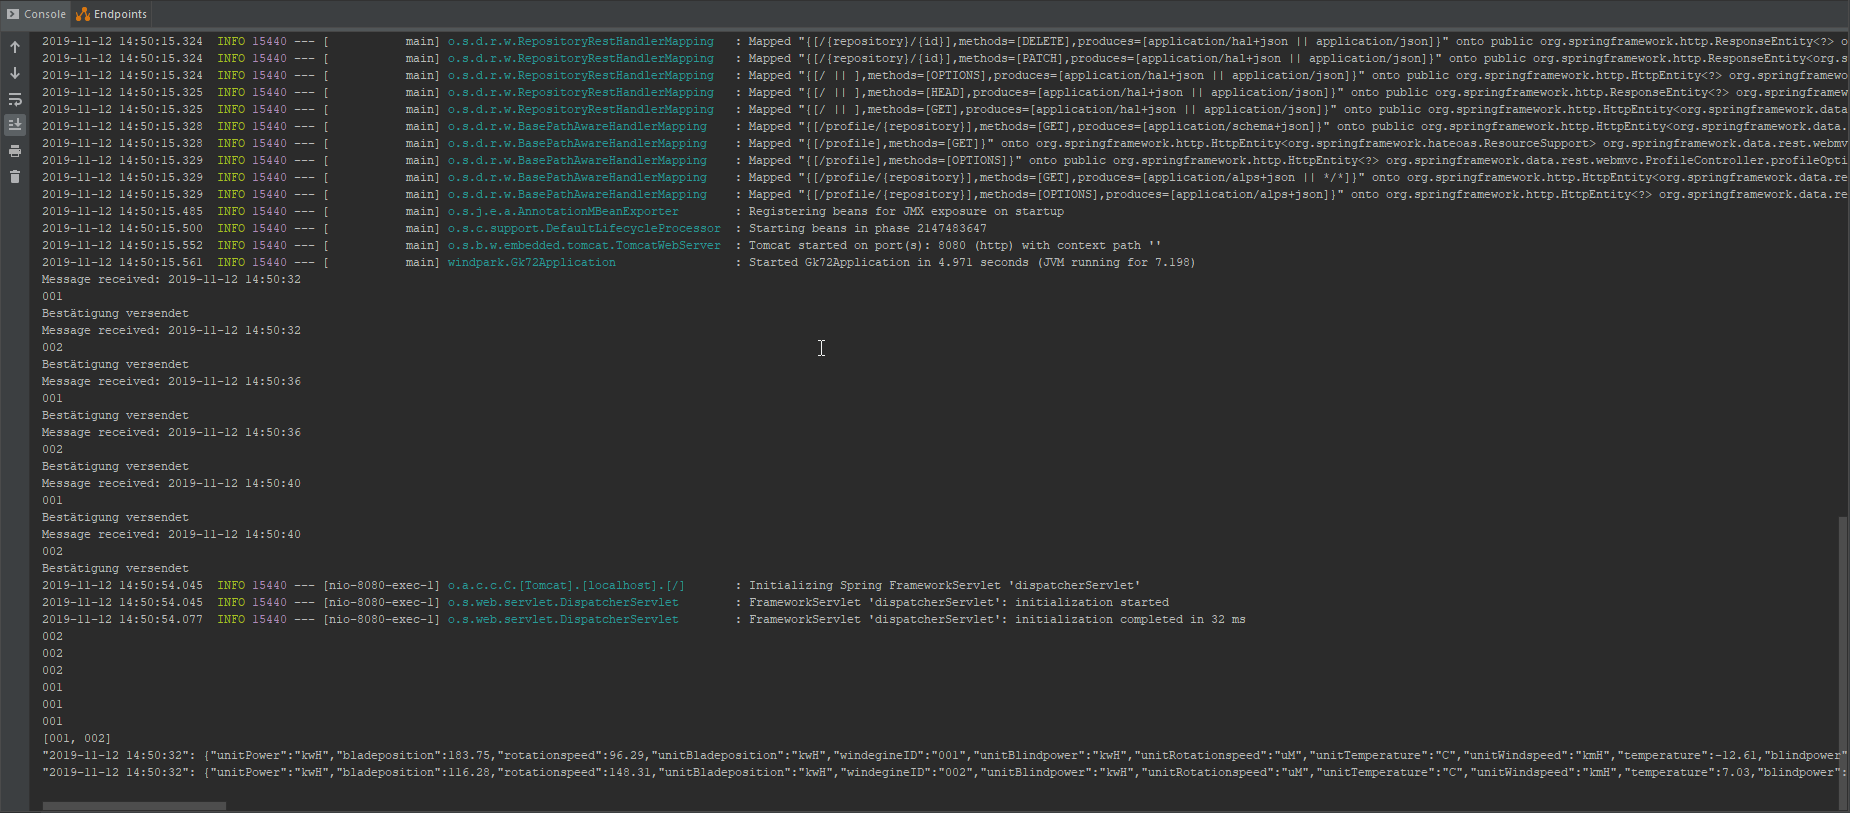 Console Endpoints
2019-11-12 14:50:15.324  INFO 15440 --- [           main] o.s.d.r.w.RepositoryRestHandlerMapping   : Mapped "{[/{repository}/{id}],methods=[DELETE],produces=[application/hal+json || application/json]}" onto public org.springframework.http.ResponseEntity<?> o
2019-11-12 14:50:15.324  INFO 15440 --- [           main] o.s.d.r.w.RepositoryRestHandlerMapping   : Mapped "{[/{repository}/{id}],methods=[PATCH],produces=[application/hal+json || application/json]}" onto public org.springframework.http.ResponseEntity<org.s
2019-11-12 14:50:15.324  INFO 15440 --- [           main] o.s.d.r.w.RepositoryRestHandlerMapping   : Mapped "{[/ || ],methods=[OPTIONS],produces=[application/hal+json || application/json]}" onto public org.springframework.http.HttpEntity<?> org.springframewo
2019-11-12 14:50:15.325  INFO 15440 --- [           main] o.s.d.r.w.RepositoryRestHandlerMapping   : Mapped "{[/ || ],methods=[HEAD],produces=[application/hal+json || application/json]}" onto public org.springframework.http.ResponseEntity<?> org.springframew
2019-11-12 14:50:15.325  INFO 15440 --- [           main] o.s.d.r.w.RepositoryRestHandlerMapping   : Mapped "{[/ || ],methods=[GET],produces=[application/hal+json || application/json]}" onto public org.springframework.http.HttpEntity<org.springframework.data
2019-11-12 14:50:15.328  INFO 15440 --- [           main] o.s.d.r.w.BasePathAwareHandlerMapping    : Mapped "{[/profile/{repository}],methods=[GET],produces=[application/schema+json]}" onto public org.springframework.http.HttpEntity<org.springframework.data.
2019-11-12 14:50:15.328  INFO 15440 --- [           main] o.s.d.r.w.BasePathAwareHandlerMapping    : Mapped "{[/profile],methods=[GET]}" onto org.springframework.http.HttpEntity<org.springframework.hateoas.ResourceSupport> org.springframework.data.rest.webmv
2019-11-12 14:50:15.329  INFO 15440 --- [           main] o.s.d.r.w.BasePathAwareHandlerMapping    : Mapped "{[/profile],methods=[OPTIONS]}" onto public org.springframework.http.HttpEntity<?> org.springframework.data.rest.webmvc.ProfileController.profileOpti
2019-11-12 14:50:15.329  INFO 15440 --- [           main] o.s.d.r.w.BasePathAwareHandlerMapping    : Mapped "{[/profile/{repository}],methods=[GET],produces=[application/alps+json || */*]}" onto org.springframework.http.HttpEntity<org.springframework.data.re
2019-11-12 14:50:15.329  INFO 15440 --- [           main] o.s.d.r.w.BasePathAwareHandlerMapping    : Mapped "{[/profile/{repository}],methods=[OPTIONS],produces=[application/alps+json]}" onto org.springframework.http.HttpEntity<?> org.springframework.data.re
2019-11-12 14:50:15.485  INFO 15440 --- [           main] o.s.j.e.a.AnnotationMBeanExporter        : Registering beans for JMX exposure on startup
2019-11-12 14:50:15.500  INFO 15440 --- [           main] o.s.c.support.DefaultLifecycleProcessor  : Starting beans in phase 2147483647
2019-11-12 14:50:15.552  INFO 15440 --- [           main] o.s.b.w.embedded.tomcat.TomcatWebServer  : Tomcat started on port(s): 8080 (http) with context path ''
2019-11-12 14:50:15.561  INFO 15440 --- [           main] windpark.Gk72Application                 : Started Gk72Application in 4.971 seconds (JVM running for 7.198)
Message received: 2019-11-12 14:50:32
001
Bestätigung versendet
Message received: 2019-11-12 14:50:32
002
Bestätigung versendet
Message received: 2019-11-12 14:50:36
001
Bestätigung versendet
Message received: 2019-11-12 14:50:36
002
Bestätigung versendet
Message received: 2019-11-12 14:50:40
001
Bestätigung versendet
Message received: 2019-11-12 14:50:40
002
Bestätigung versendet
2019-11-12 14:50:54.045  INFO 15440 --- [nio-8080-exec-1] o.a.c.c.C.[Tomcat].[localhost].[/]       : Initializing Spring FrameworkServlet 'dispatcherServlet'
2019-11-12 14:50:54.045  INFO 15440 --- [nio-8080-exec-1] o.s.web.servlet.DispatcherServlet        : FrameworkServlet 'dispatcherServlet': initialization started
2019-11-12 14:50:54.077  INFO 15440 --- [nio-8080-exec-1] o.s.web.servlet.DispatcherServlet        : FrameworkServlet 'dispatcherServlet': initialization completed in 32 ms
002
002
002
001
001
001
[001, 002]
"2019-11-12 14:50:32": {"unitPower":"kwH","bladeposition":183.75,"rotationspeed":96.29,"unitBladeposition":"kwH","windegineID":"001","unitBlindpower":"kwH","unitRotationspeed":"uM","unitTemperature":"C","unitWindspeed":"kmH","temperature":-12.61,"blindpower"
"2019-11-12 14:50:32": {"unitPower":"kwH","bladeposition":116.28,"rotationspeed":148.31,"unitBladeposition":"kwH","windegineID":"002","unitBlindpower":"kwH","unitRotationspeed":"uM","unitTemperature":"C","unitWindspeed":"kmH","temperature":7.03,"blindpower":